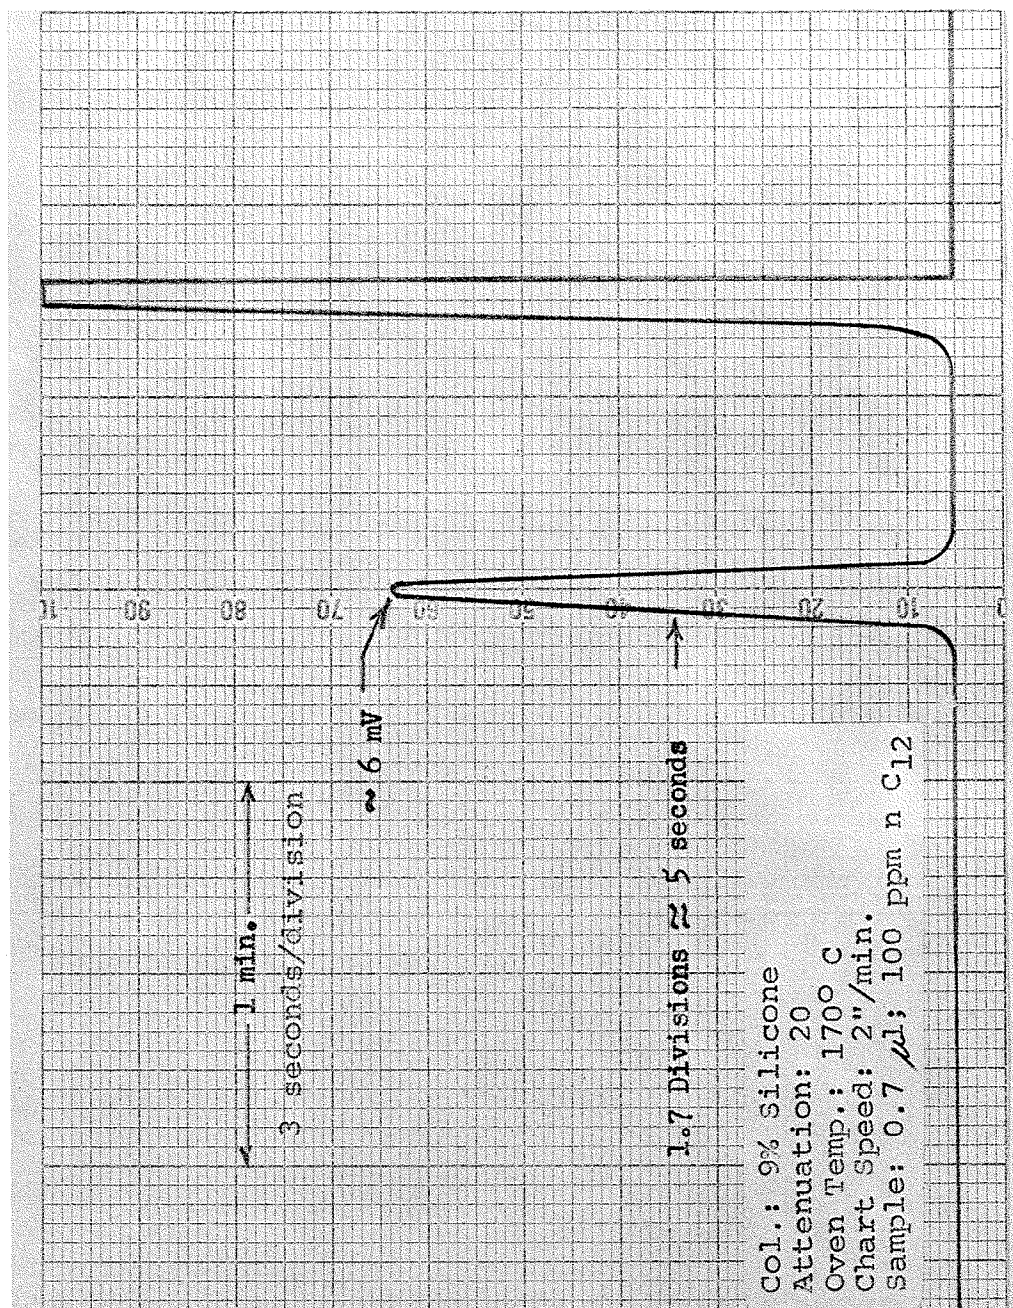 10
90
80
70
60
50
40
30
20
10
0
1 min.
3 seconds/division
~ 6 mV
1.7 Divisions ≈ 5 seconds
Col.: 9% Silicone
Attenuation: 20
Oven Temp.: 170° C
Chart Speed: 2"/min.
Sample: 0.7 µl; 100 ppm n C12